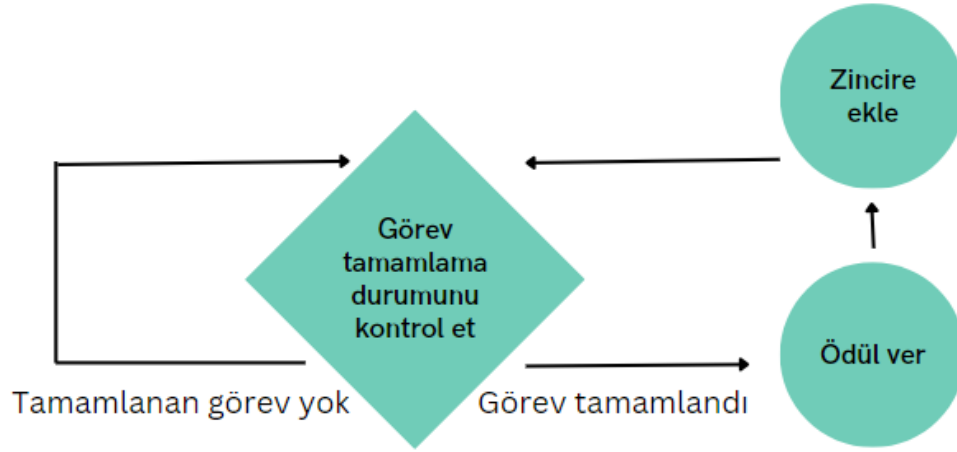 Zincire
ekle
Görev
tamamlama
durumunu
kontrol et
Ödül ver
Tamamlanan görev yok
Görev tamamlandı